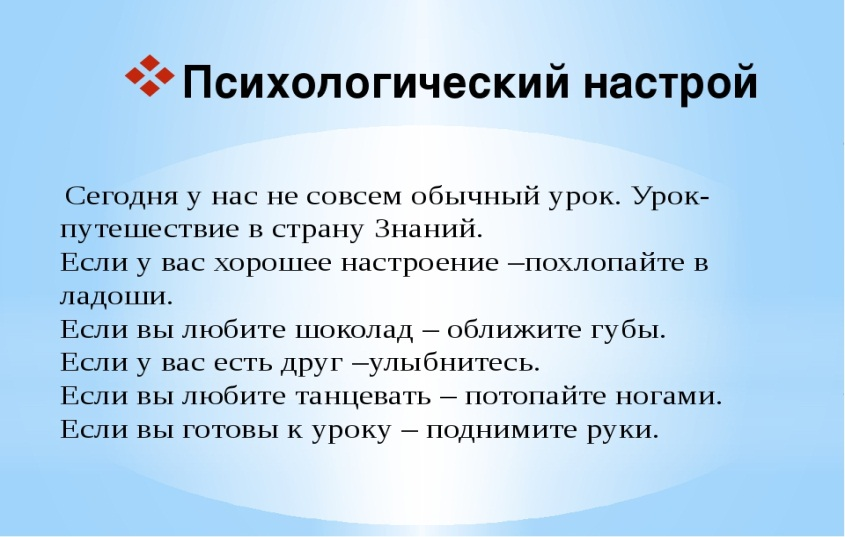 Психологический настрой
Сегодня у нас не совсем обычный урок. Урок-
путешествие в страну Знаний.
Если у вас хорошее настроение –похлопайте в
ладоши.
Если вы любите шоколад – оближите губы.
Если у вас есть друг –улыбнитесь.
Если вы любите танцевать – потопайте ногами.
Если вы готовы к уроку – поднимите руки.